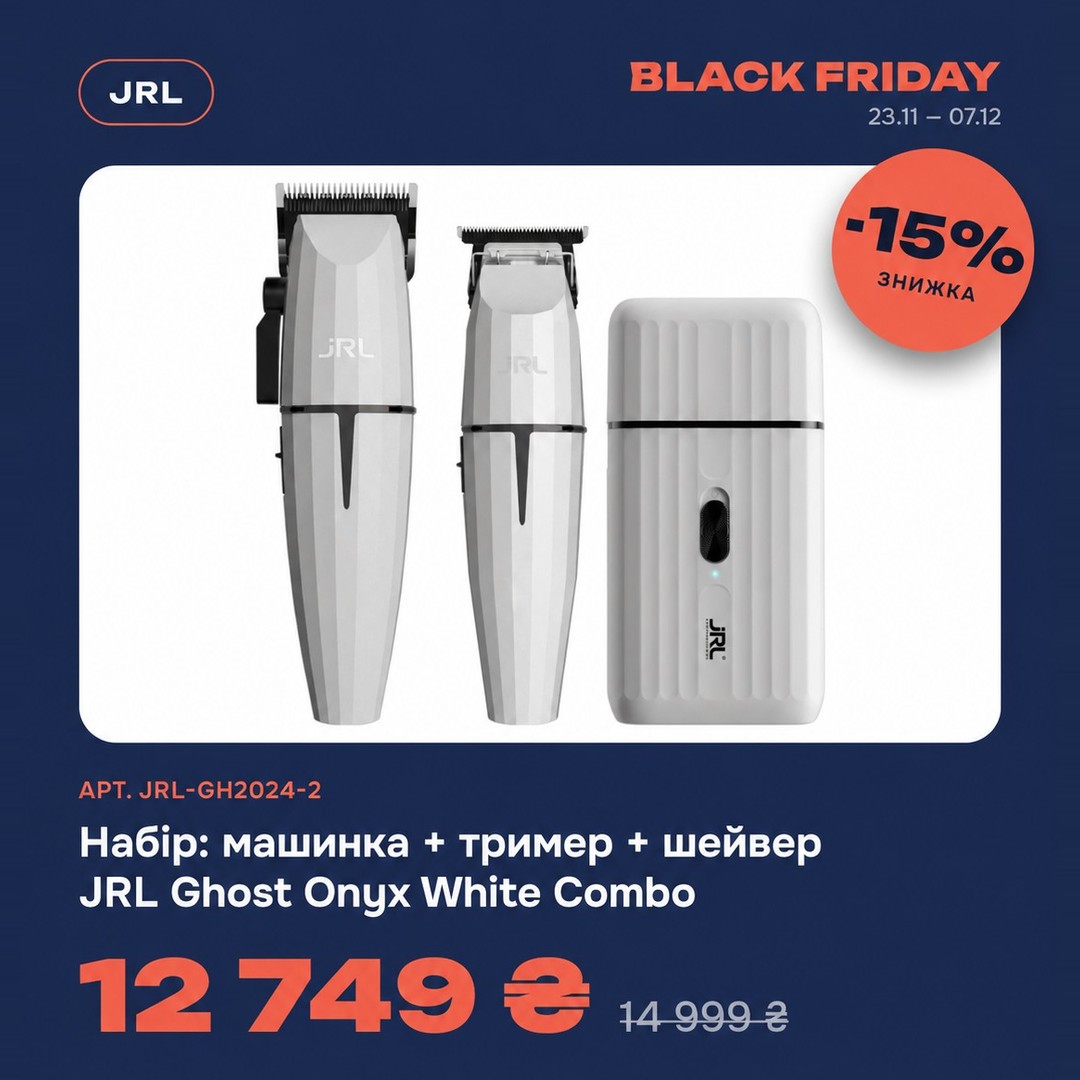 JRL
BLACK FRIDAY
23.11 – 07.12
-15%
ЗНИЖКА
JRL
JRL
JRL
АРТ. JRL-GH2024-2
Набір: машинка + тример + шейвер
JRL Ghost Onyx White Combo
12 749 ₴
14 999 ₴